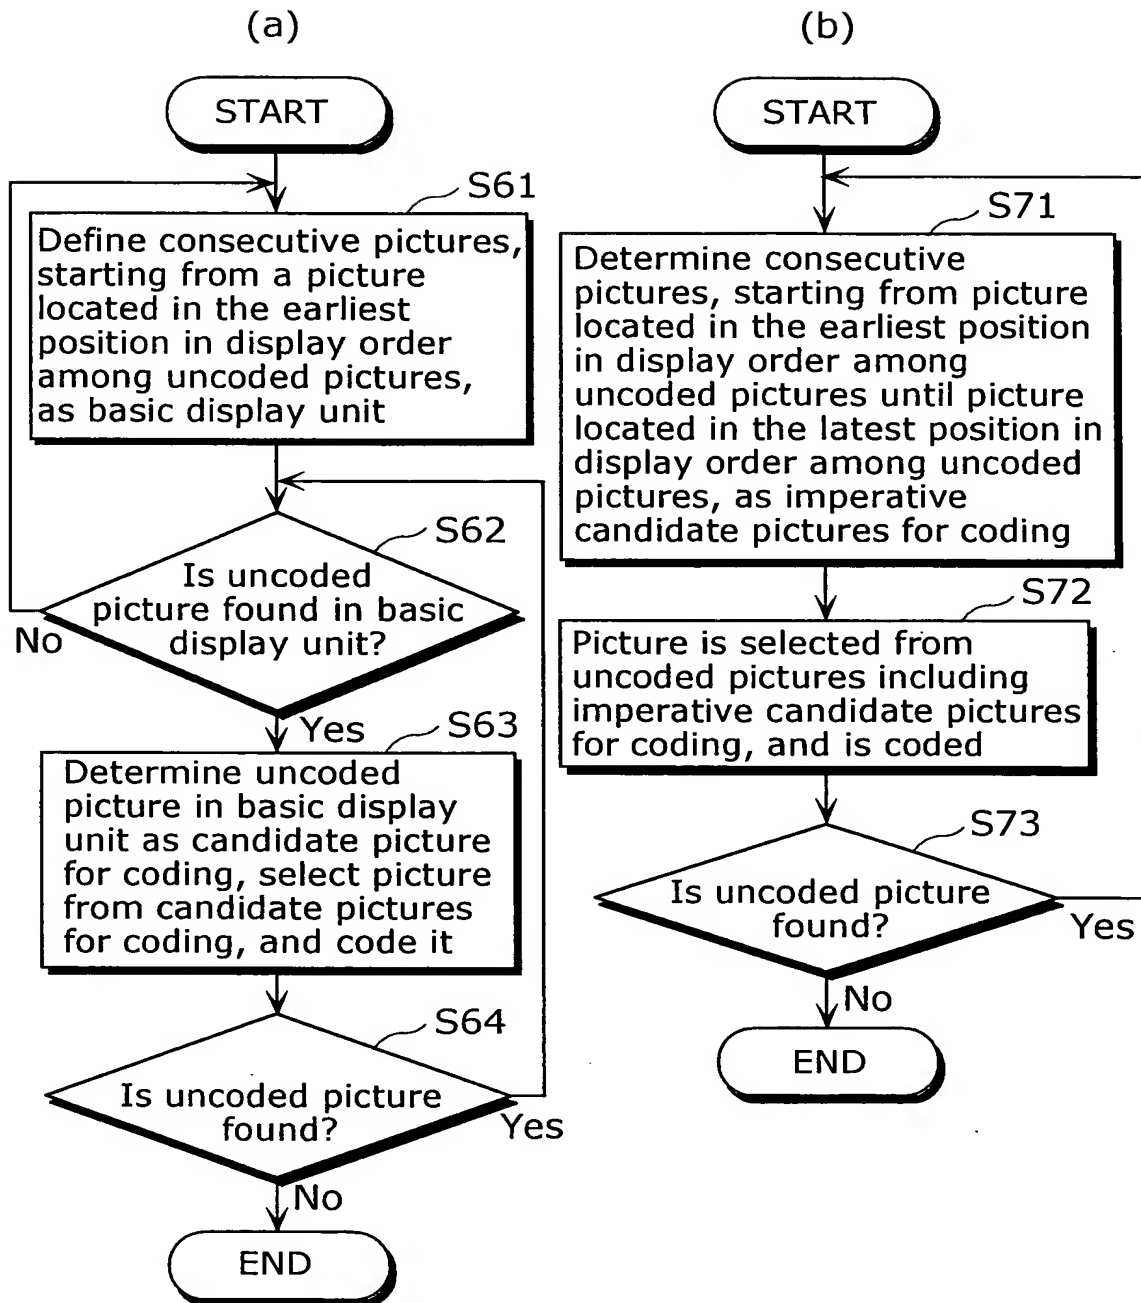 (a)
START
S61
Define consecutive pictures,
starting from a picture
located in the earliest
position in display order
among uncoded pictures,
as basic display unit
S62
Is uncoded
picture found in basic
display unit?
No
Yes
S63
Determine uncoded
picture in basic display
unit as candidate picture
for coding, select picture
from candidate pictures
for coding, and code it
S64
Is uncoded picture
found?
Yes
No
END
(b)
START
S71
Determine consecutive
pictures, starting from picture
located in the earliest position
in display order among
uncoded pictures until picture
located in the latest position in
display order among uncoded
pictures, as imperative
candidate pictures for coding
S72
Picture is selected from
uncoded pictures including
imperative candidate pictures
for coding, and is coded
S73
Is uncoded picture
found?
Yes
No
END